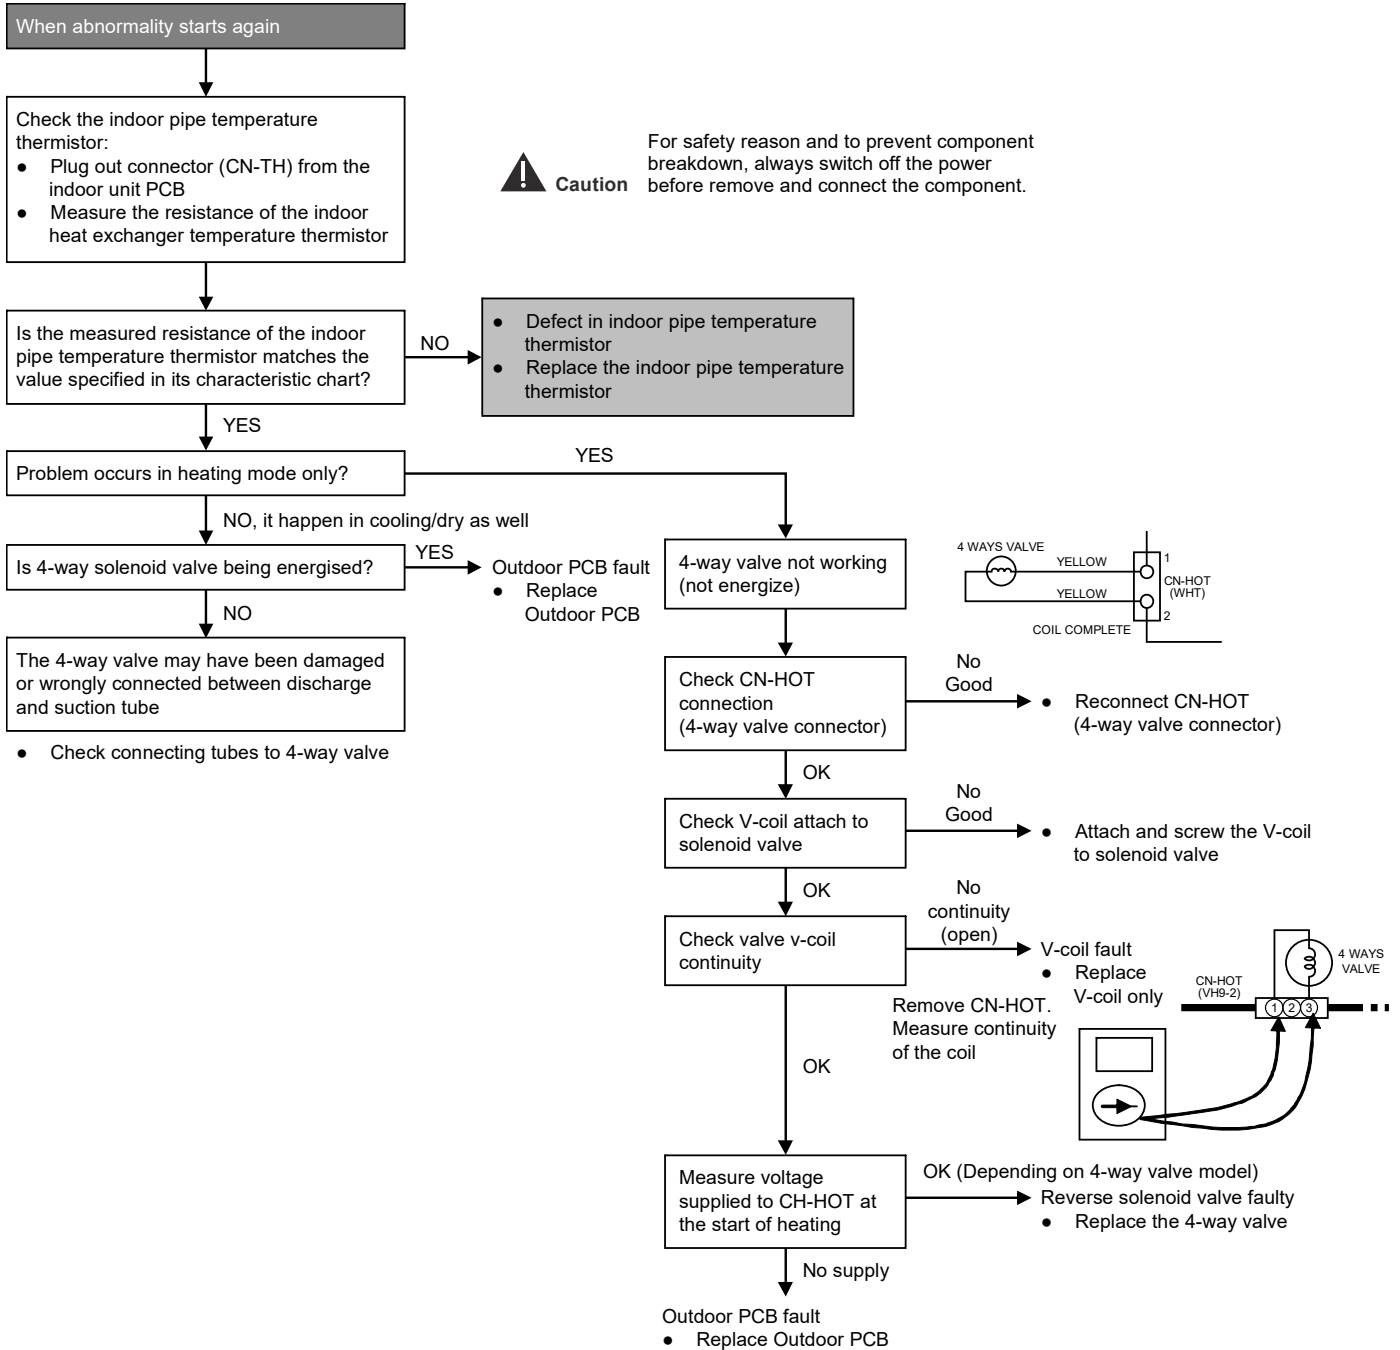 When abnormality starts again
Check the indoor pipe temperature
thermistor:
● Plug out connector (CN-TH) from the
indoor unit PCB
● Measure the resistance of the indoor
heat exchanger temperature thermistor
Caution
For safety reason and to prevent component
breakdown, always switch off the power
before remove and connect the component.
Is the measured resistance of the indoor
pipe temperature thermistor matches the
value specified in its characteristic chart?
NO
● Defect in indoor pipe temperature
thermistor
● Replace the indoor pipe temperature
thermistor
YES
Problem occurs in heating mode only?
YES
NO, it happen in cooling/dry as well
Is 4-way solenoid valve being energised?
YES
Outdoor PCB fault
● Replace
Outdoor PCB
NO
The 4-way valve may have been damaged
or wrongly connected between discharge
and suction tube
● Check connecting tubes to 4-way valve
4-way valve not working
(not energize)
4 WAYS VALVE
YELLOW
YELLOW
1
CN-HOT
(WHT)
2
COIL COMPLETE
Check CN-HOT
connection
(4-way valve connector)
No
Good
● Reconnect CN-HOT
(4-way valve connector)
OK
Check V-coil attach to
solenoid valve
No
Good
● Attach and screw the V-coil
to solenoid valve
OK
Check valve v-coil
continuity
No
continuity
(open)
V-coil fault
● Replace
V-coil only
Remove CN-HOT.
Measure continuity
of the coil
4 WAYS
VALVE
CN-HOT
(VH9-2)
1 2 3
OK
Measure voltage
supplied to CH-HOT at
the start of heating
OK (Depending on 4-way valve model)
Reverse solenoid valve faulty
● Replace the 4-way valve
No supply
Outdoor PCB fault
● Replace Outdoor PCB